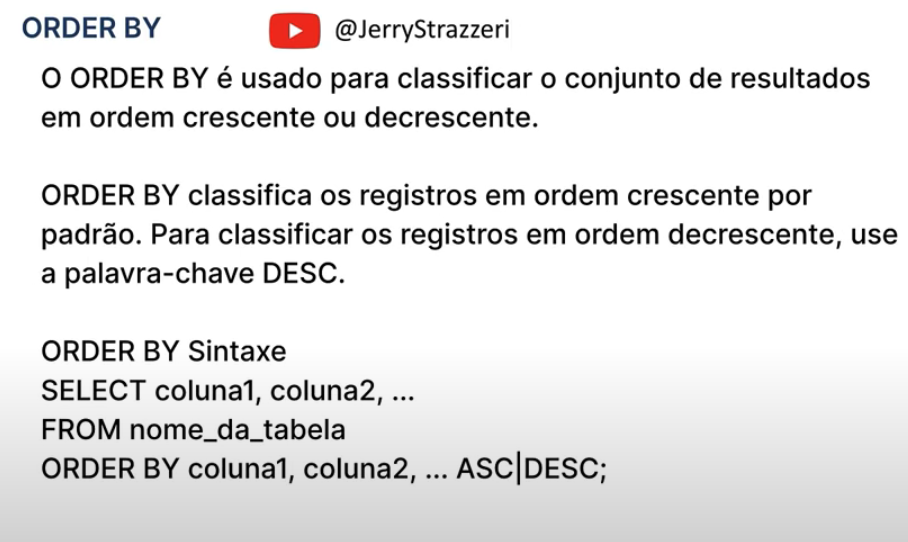 ORDER BY @JerryStrazzeri
O ORDER BY é usado para classificar o conjunto de resultados
em ordem crescente ou decrescente.
ORDER BY classifica os registros em ordem crescente por
padrão. Para classificar os registros em ordem decrescente, use
a palavra-chave DESC.
ORDER BY Sintaxe
SELECT coluna1, coluna2, ...
FROM nome_da_tabela
ORDER BY coluna1, coluna2, ... ASC|DESC;